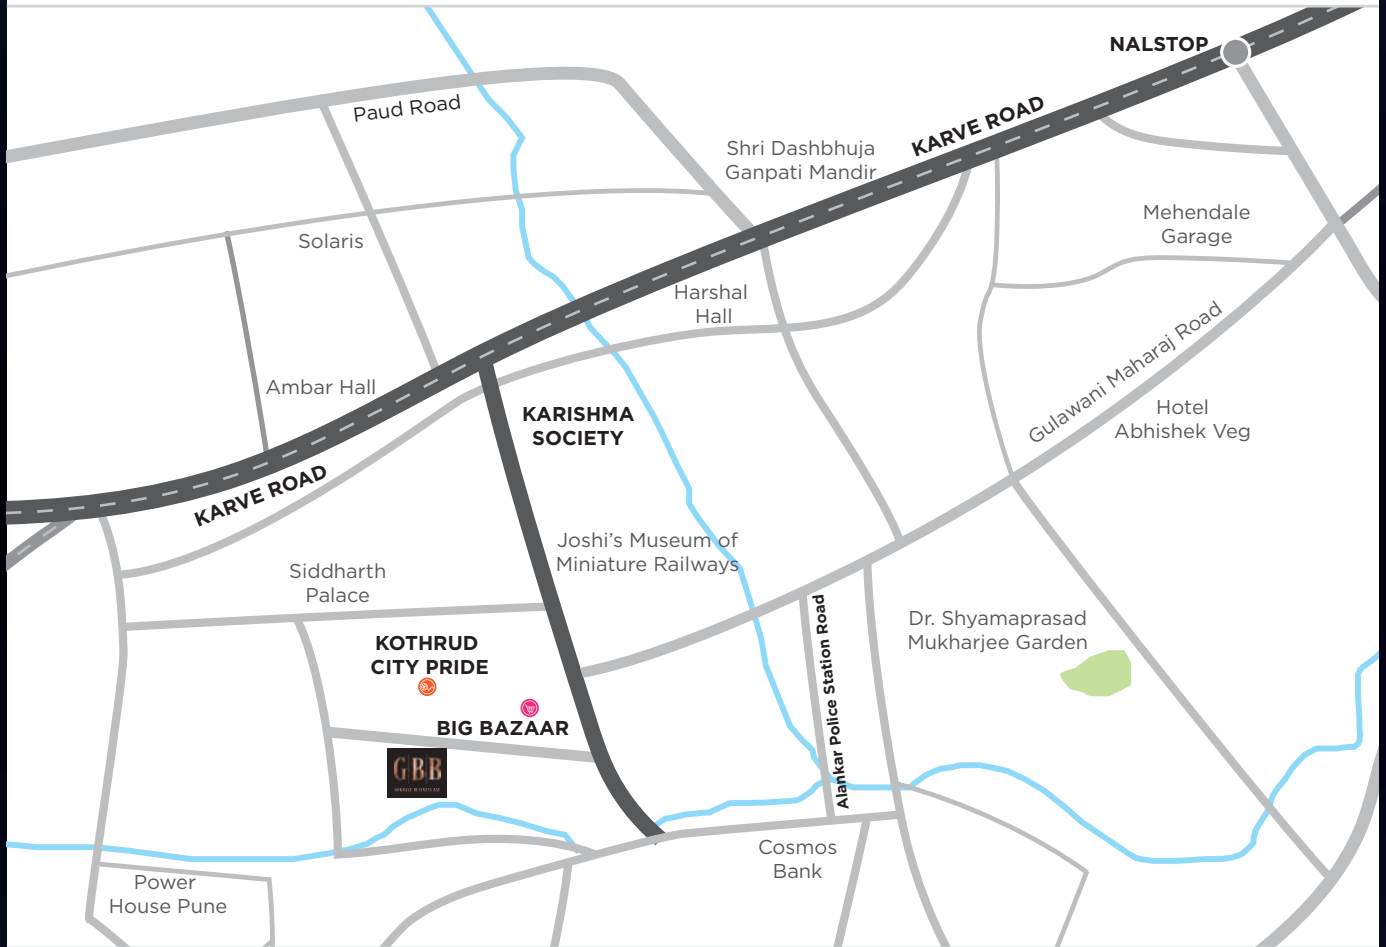 NALSTOP
Paud Road
KARVE ROAD
Shri Dashbhuja
Ganpati Mandir
Mehendale
Garage
Solaris
Harshal
Hall
Gulawani Maharaj Road
Ambar Hall
KARISHMA
SOCIETY
Hotel
Abhishek Veg
KARVE ROAD
Joshi's Museum of
Miniature Railways
Siddharth
Palace
Alankar Police Station Road
Dr. Shyamaprasad
Mukharjee Garden
KOTHRUD
CITY PRIDE
BIG BAZAAR
GBB
Cosmos
Bank
Power
House Pune